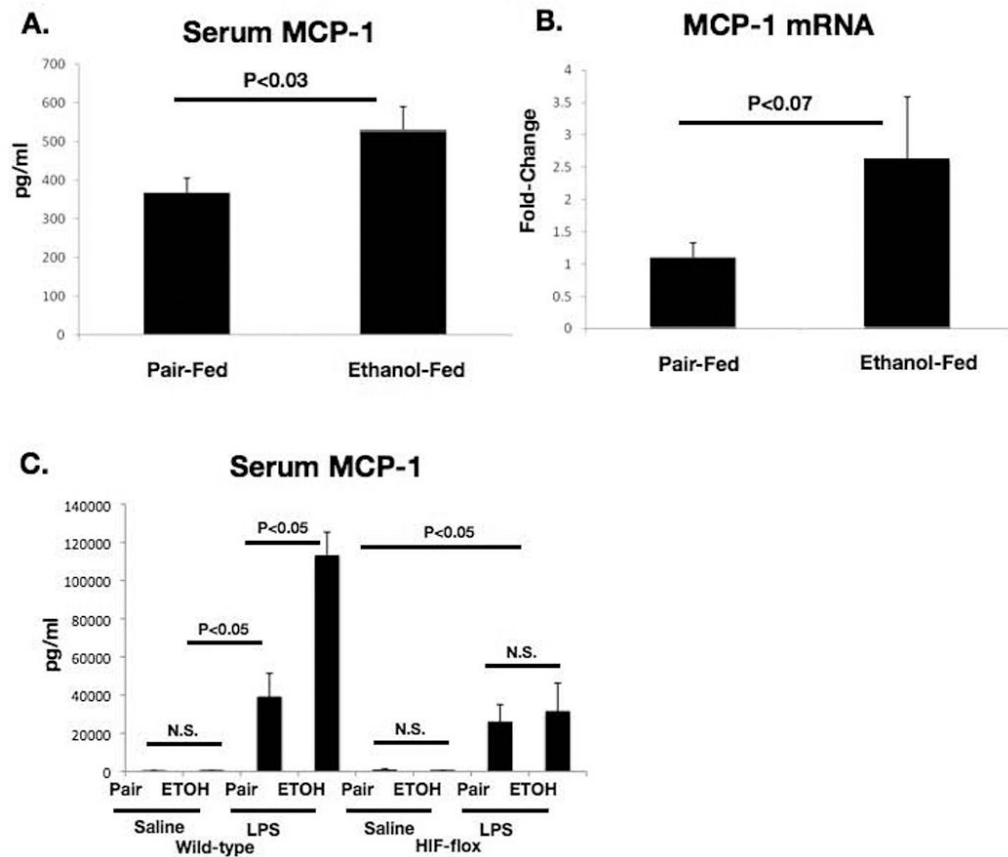 A.
Serum MCP-1
700
600
500
400
300
200
100
0
pg/ml
P<0.03
Pair-Fed Ethanol-Fed
B.
MCP-1 mRNA
4
3.5
3
2.5
2
1.5
1
0.5
0
Fold-Change
P<0.07
Pair-Fed Ethanol-Fed
C.
Serum MCP-1
140000
120000
100000
80000
60000
40000
20000
0
pg/ml
P<0.05
P<0.05
P<0.05
N.S.
N.S.
N.S.
Pair ETOH Pair ETOH Pair ETOH Pair ETOH
Saline LPS Saline LPS
Wild-type HIF-flox